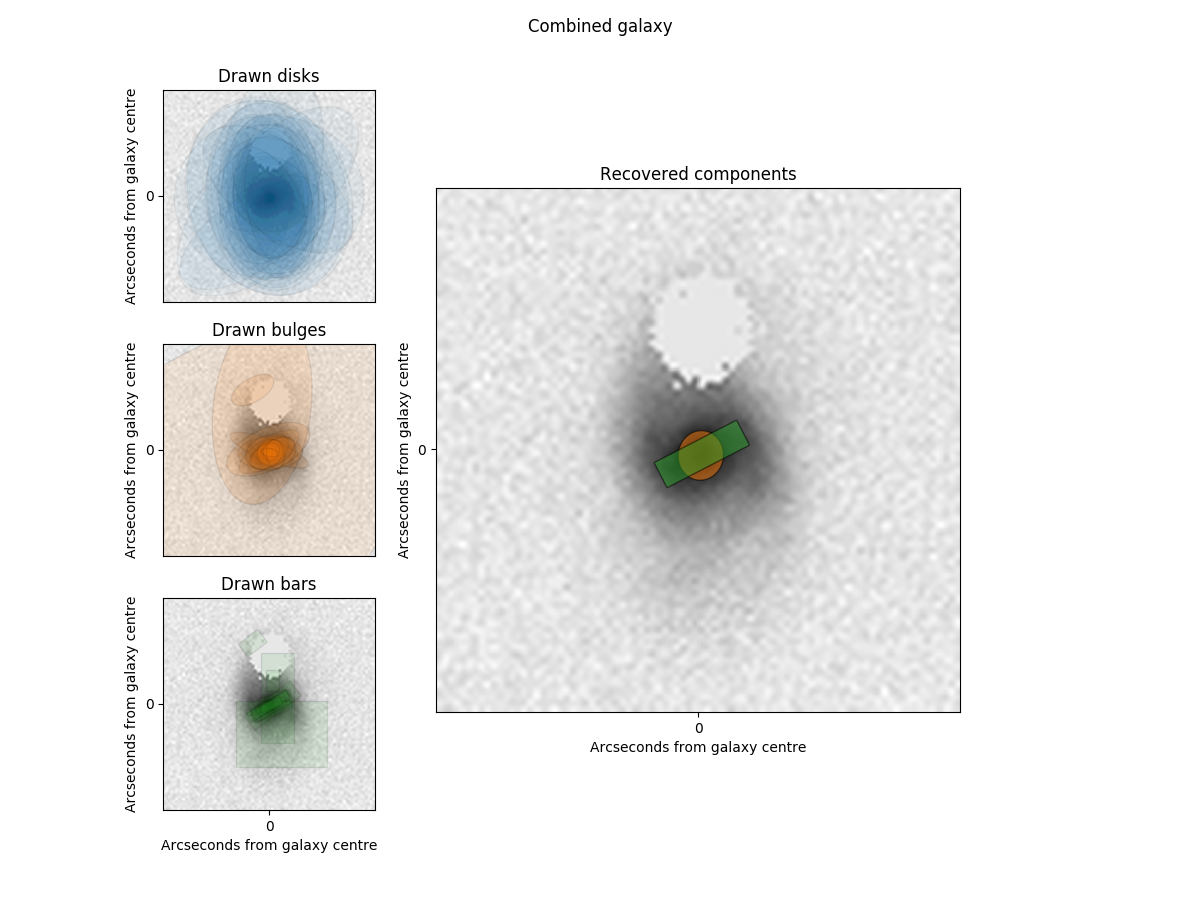 Combined galaxy
Drawn disks
Arcseconds from galaxy centre
0
Drawn bulges
Arcseconds from galaxy centre
0
Drawn bars
Arcseconds from galaxy centre
0
0
Arcseconds from galaxy centre
Recovered components
Arcseconds from galaxy centre
0
0
Arcseconds from galaxy centre